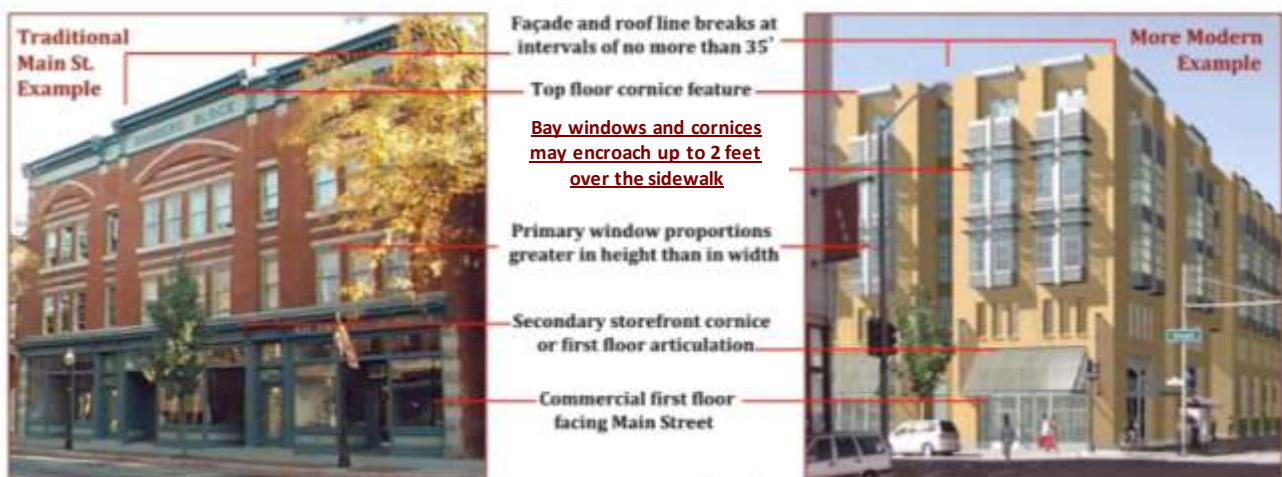 Traditional
Main St.
Example
Façade and roof line breaks at
intervals of no more than 35'
More Modern
Example
Top floor cornice feature
Bay windows and cornices
may encroach up to 2 feet
over the sidewalk
Primary window proportions
greater in height than in width
Secondary storefront cornice
or first floor articulation
Commercial first floor
facing Main Street
BLOCK